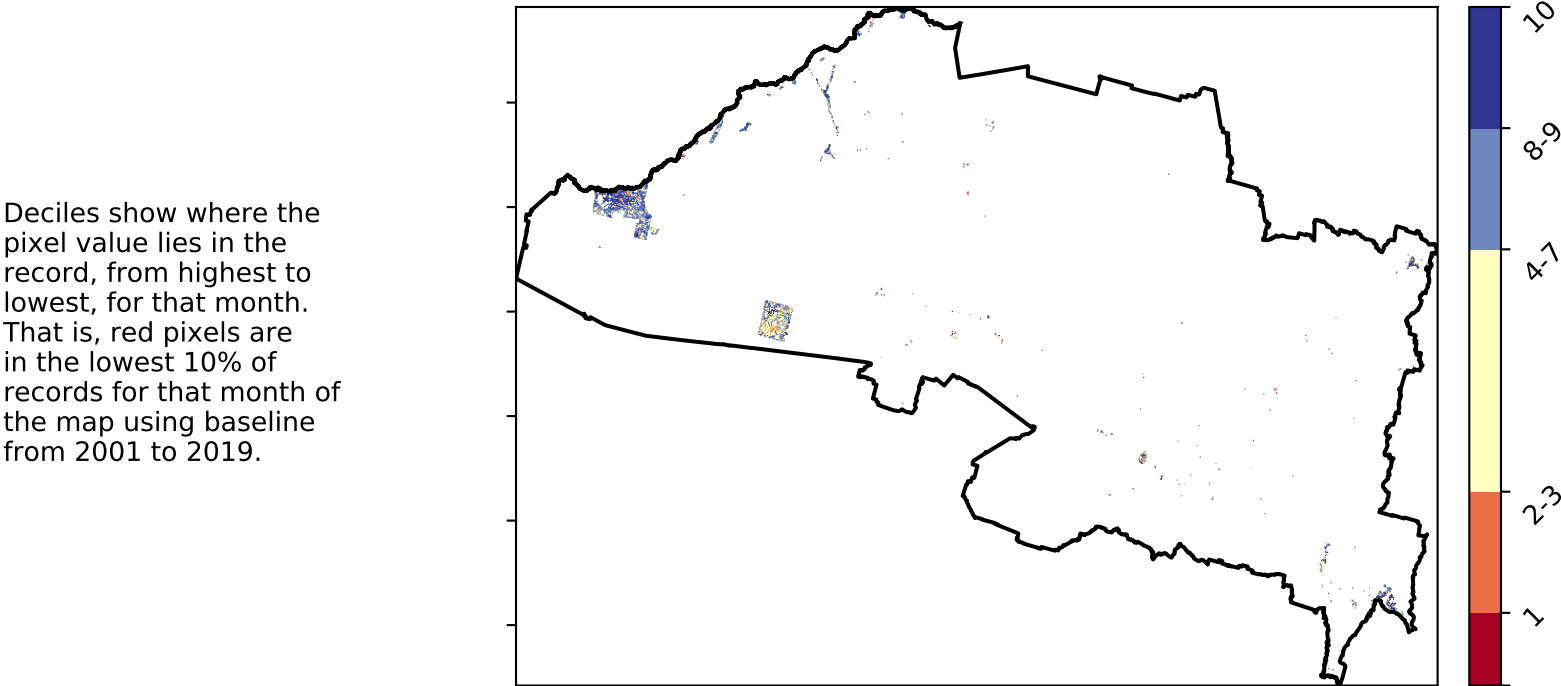 Deciles show where the
pixel value lies in the
record, from highest to
lowest, for that month.
That is, red pixels are
in the lowest 10% of
records for that month of
the map using baseline
from 2001 to 2019.
10
8-9
4-7
2-3
1